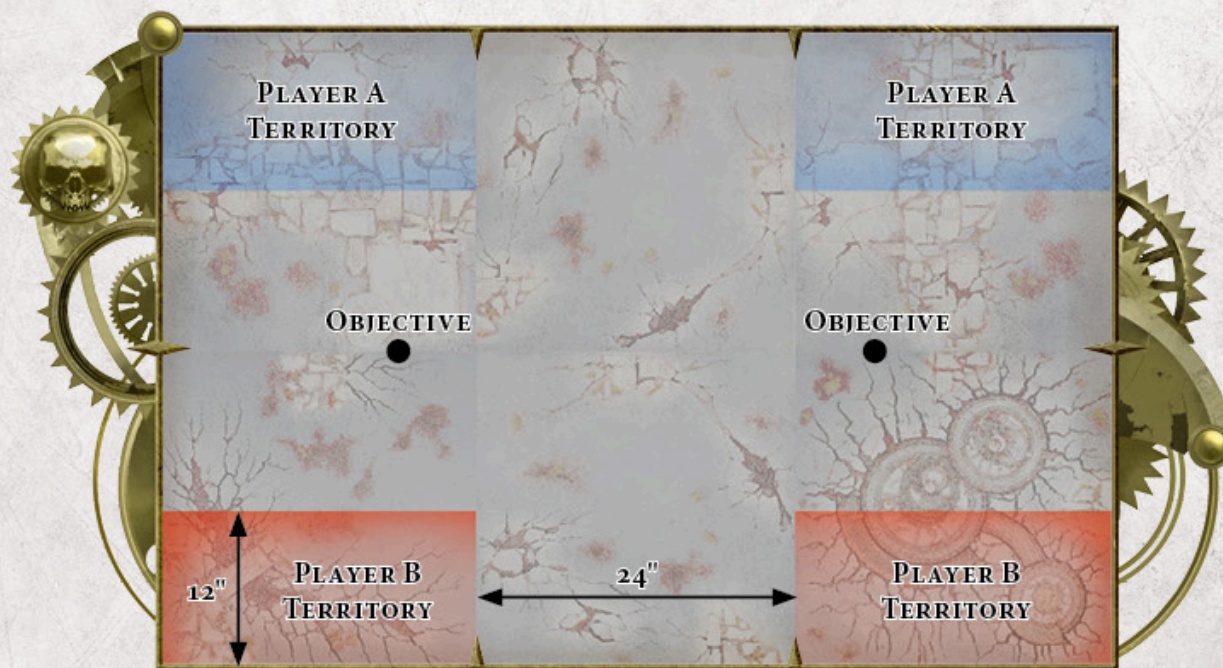 PLAYER A
TERRITORY
PLAYER A
TERRITORY
OBJECTIVE
OBJECTIVE
12"
PLAYER B
TERRITORY
24"
PLAYER B
TERRITORY